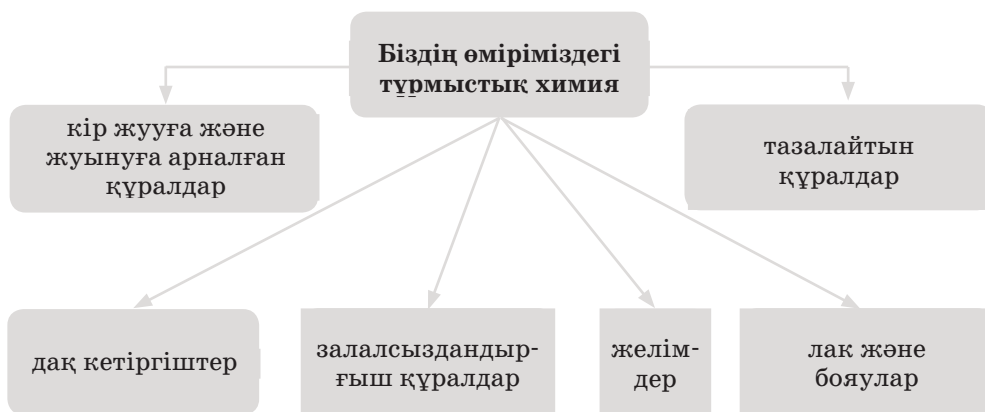 Біздің өміріміздегі
тұрмыстық химия
кір жууға және
жуынуға арналған
құралдар
тазалайтын
құралдар
дақ кетіргіштер
залалсыздандыр-
ғыш құралдар
желім-
дер
лак және
бояулар